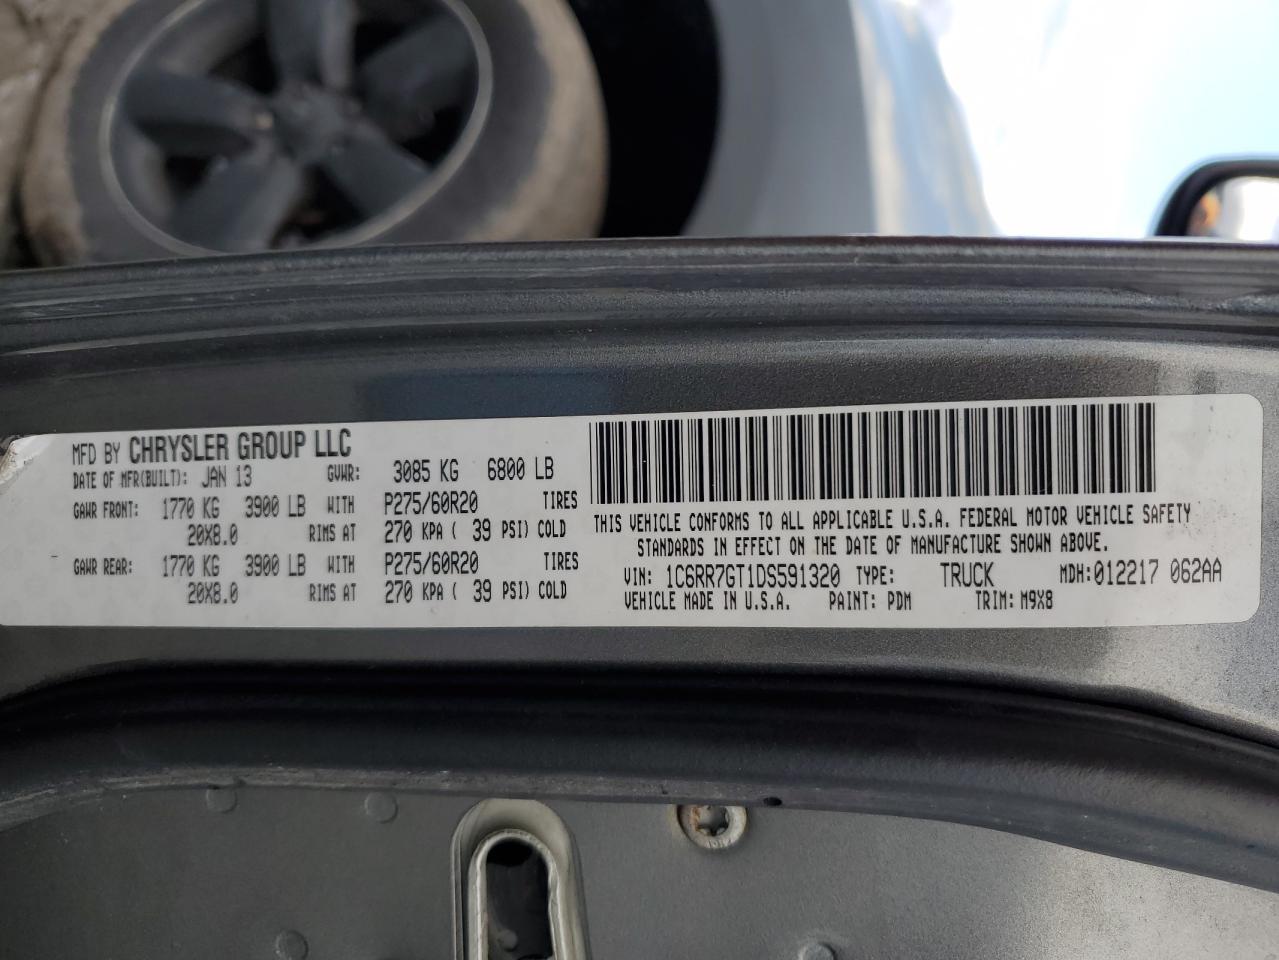 MFD BY CHRYSLER GROUP LLC
DATE OF MFR(BUILT): JAN 13 GVWR: 3085 KG 6800 LB
GAWR FRONT: 1770 KG 3900 LB WITH P275/60R20 TIRES
20X8.0 RIMS AT 270 KPA ( 39 PSI) COLD
GAWR REAR: 1770 KG 3900 LB WITH P275/60R20 TIRES
20X8.0 RIMS AT 270 KPA ( 39 PSI) COLD
THIS VEHICLE CONFORMS TO ALL APPLICABLE U.S.A. FEDERAL MOTOR VEHICLE SAFETY
STANDARDS IN EFFECT ON THE DATE OF MANUFACTURE SHOWN ABOVE.
VIN: 1C6RR7GT1DS591320 TYPE: TRUCK MDH:012217 062AA
VEHICLE MADE IN U.S.A. PAINT: PDM TRIM: M9X8